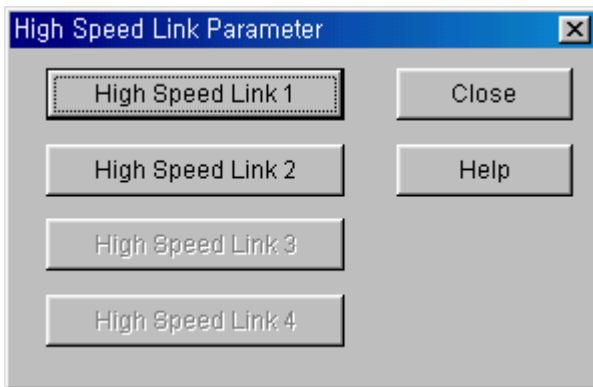 High Speed Link Parameter
High Speed Link 1
Close
High Speed Link 2
Help
High Speed Link 3
High Speed Link 4